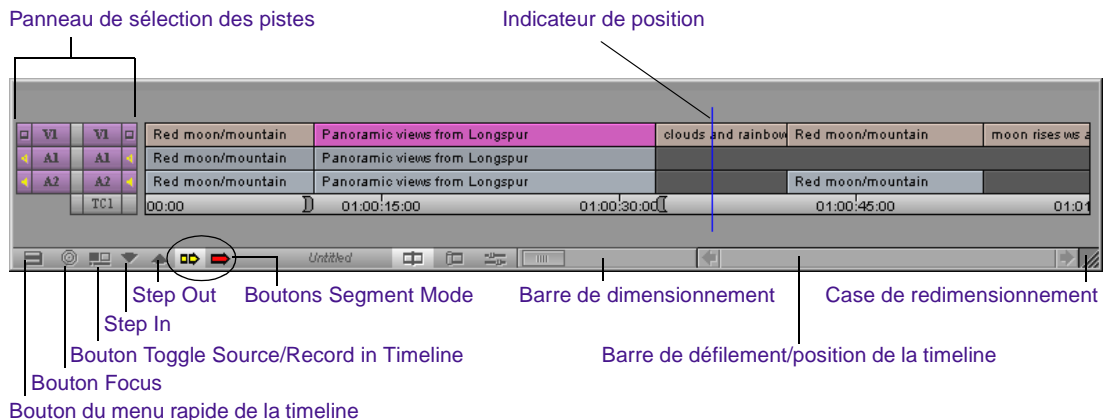 Panneau de sélection des pistes Indicateur de position
V1 V1 Red moon/mountain Panoramic views from Longspur clouds and rainbow Red moon/mountain moon rises ws a
A1 A1 Red moon/mountain Panoramic views from Longspur
A2 A2 Red moon/mountain Panoramic views from Longspur Red moon/mountain
TC1 00:00 01:00:15:00 01:00:30:00 01:00:45:00 01:01
Untitled
Step Out Boutons Segment Mode Barre de dimensionnement Case de redimensionnement
Step In
Bouton Toggle Source/Record in Timeline Barre de défilement/position de la timeline
Bouton Focus
Bouton du menu rapide de la timeline